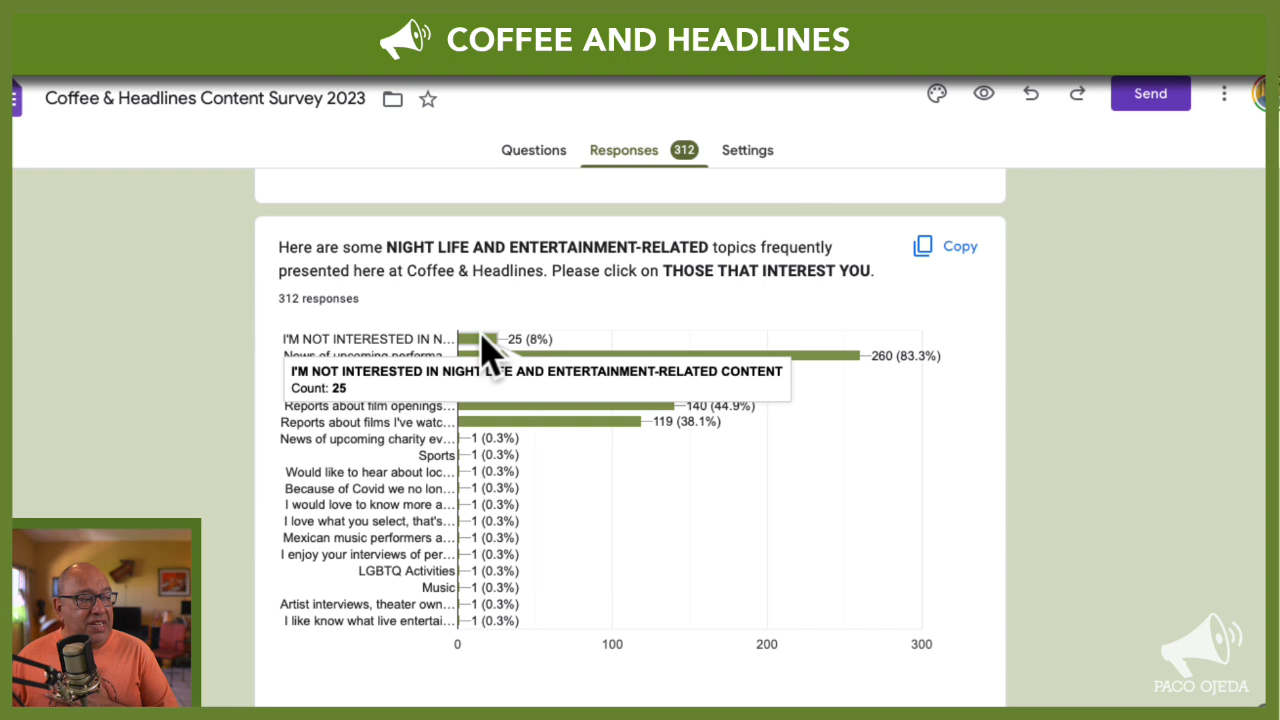 COFFEE AND HEADLINES
Coffee & Headlines Content Survey 2023
Send
Questions
Responses 312
Settings
Here are some NIGHT LIFE AND ENTERTAINMENT-RELATED topics frequently
presented here at Coffee & Headlines. Please click on THOSE THAT INTEREST YOU.
Copy
312 responses
I'M NOT INTERESTED IN N... 25 (8%)
News of upcoming performa... 260 (83.3%)
I'M NOT INTERESTED IN NIGHT LIFE AND ENTERTAINMENT-RELATED CONTENT
Count: 25
Reports about film openings... 140 (44.9%)
Reports about films I've watc... 119 (38.1%)
News of upcoming charity ev... 1 (0.3%)
Sports 1 (0.3%)
Would like to hear about loc... 1 (0.3%)
Because of Covid we no lon... 1 (0.3%)
I would love to know more a... 1 (0.3%)
I love what you select, that's... 1 (0.3%)
Mexican music performers a... 1 (0.3%)
I enjoy your interviews of per... 1 (0.3%)
LGBTQ Activities 1 (0.3%)
Music 1 (0.3%)
Artist interviews, theater own... 1 (0.3%)
I like know what live entertai... 1 (0.3%)
0 100 200 300
PACO OJEDA